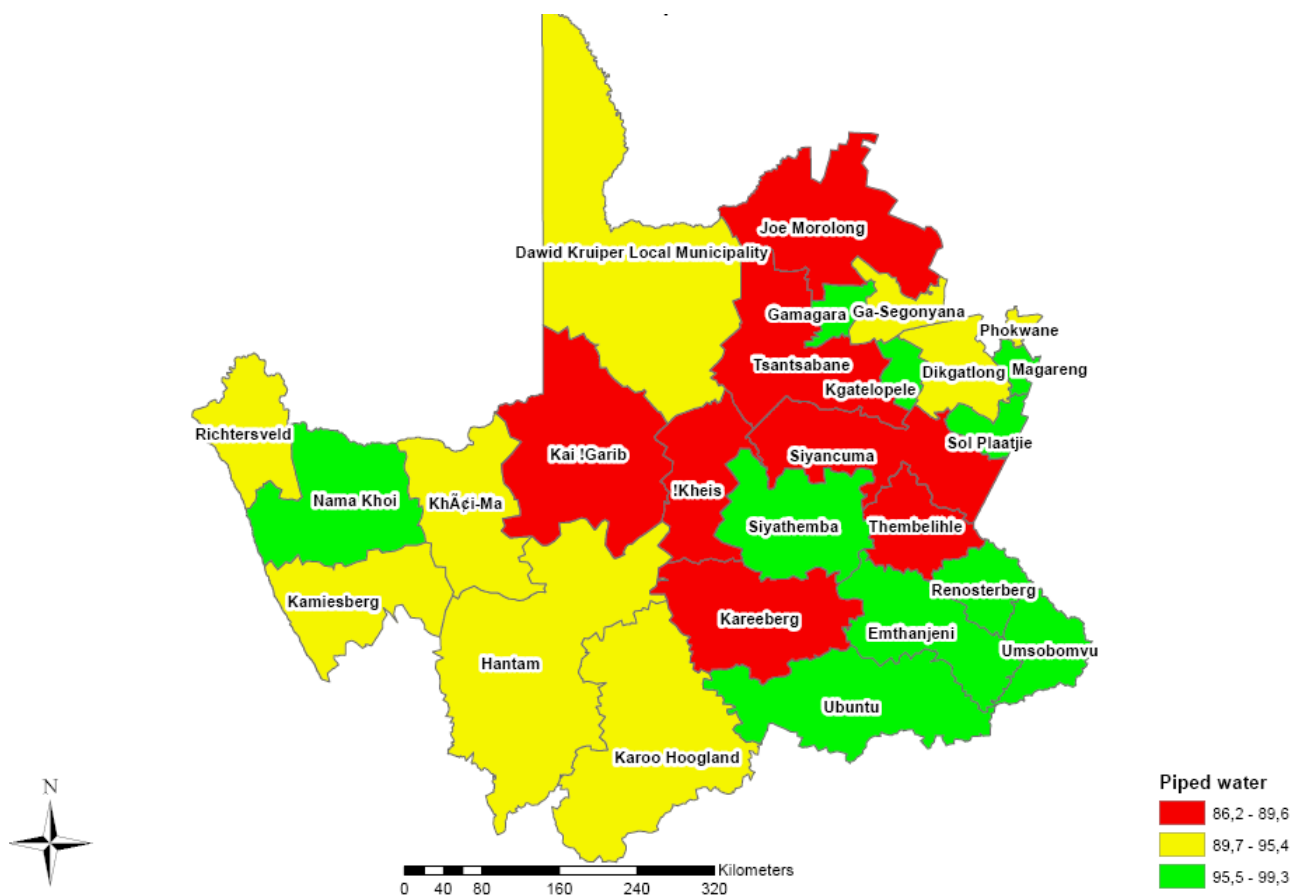 Joe Morolong
Dawid Kruiper Local Municipality
Gamagara
Ga-Segonyana
Phokwane
Tsantsabane
Dikgatlong
Magareng
Kgatelopele
Richtersveld
Sol Plaatjie
Kai !Garib
Siyancuma
!Kheis
Nama Khoi
KhÃ¢i-Ma
Siyathemba
Thembelihle
Kamiesberg
Renosterberg
Kareeberg
Emthanjeni
Umsobomvu
Hantam
Ubuntu
Karoo Hoogland
N
Piped water
86,2 - 89,6
89,7 - 95,4
95,5 - 99,3
Kilometers
0 40 80 160 240 320